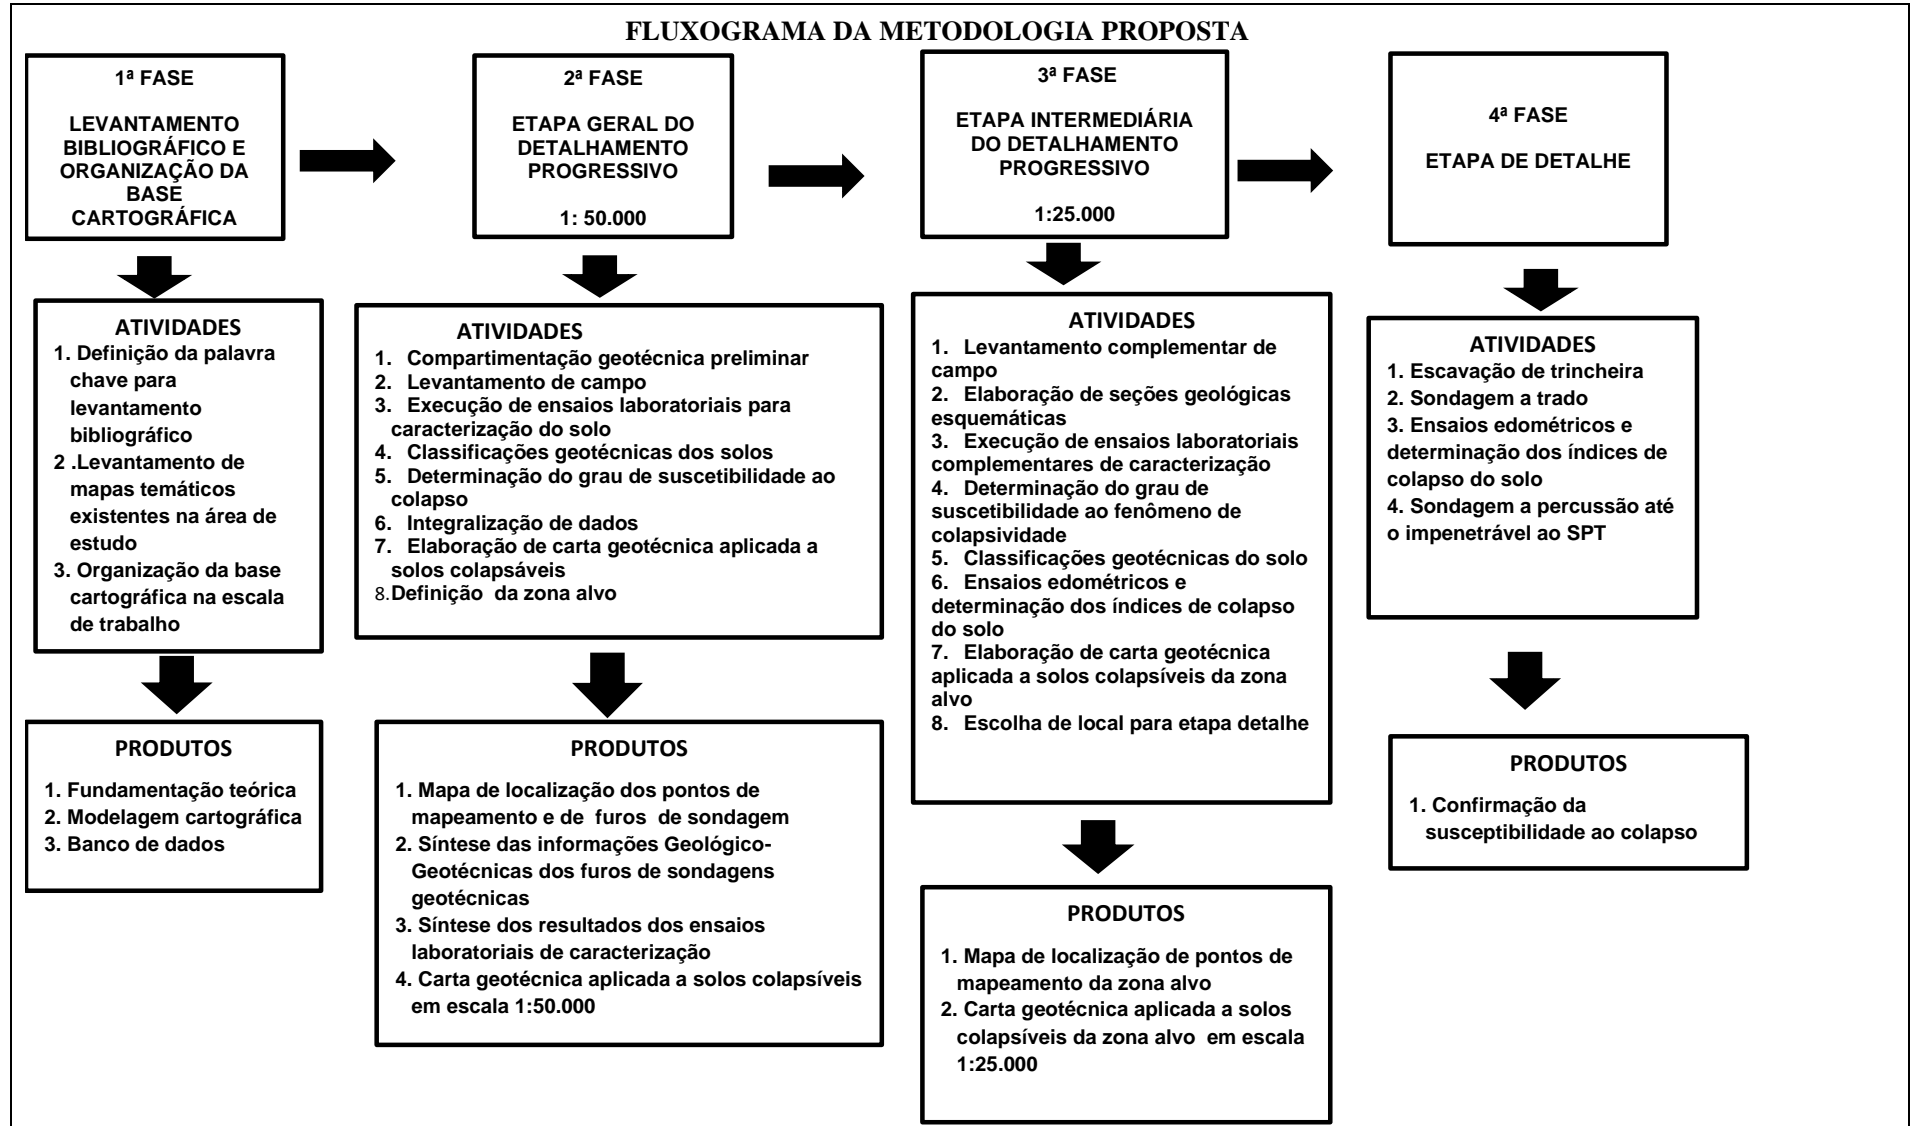 FLUXOGRAMA DA METODOLOGIA PROPOSTA
1ª FASE
LEVANTAMENTO
BIBLIOGRÁFICO E
ORGANIZAÇÃO DA
BASE
CARTOGRÁFICA
2ª FASE
ETAPA GERAL DO
DETALHAMENTO
PROGRESSIVO
1: 50.000
3ª FASE
ETAPA INTERMEDIÁRIA
DO DETALHAMENTO
PROGRESSIVO
1:25.000
4ª FASE
ETAPA DE DETALHE
ATIVIDADES
1. Definição da palavra
chave para
levantamento
bibliográfico
2 .Levantamento de
mapas temáticos
existentes na área de
estudo
3. Organização da base
cartográfica na escala
de trabalho
ATIVIDADES
1. Compartimentação geotécnica preliminar
2. Levantamento de campo
3. Execução de ensaios laboratoriais para
caracterização do solo
4. Classificações geotécnicas dos solos
5. Determinação do grau de suscetibilidade ao
colapso
6. Integralização de dados
7. Elaboração de carta geotécnica aplicada a
solos colapsáveis
8.Definição da zona alvo
ATIVIDADES
1. Levantamento complementar de
campo
2. Elaboração de seções geológicas
esquemáticas
3. Execução de ensaios laboratoriais
complementares de caracterização
4. Determinação do grau de
suscetibilidade ao fenômeno de
colapsividade
5. Classificações geotécnicas do solo
6. Ensaios edométricos e
determinação dos índices de colapso
do solo
7. Elaboração de carta geotécnica
aplicada a solos colapsíveis da zona
alvo
8. Escolha de local para etapa detalhe
ATIVIDADES
1. Escavação de trincheira
2. Sondagem a trado
3. Ensaios edométricos e
determinação dos índices de
colapso do solo
4. Sondagem a percussão até
o impenetrável ao SPT
PRODUTOS
1. Fundamentação teórica
2. Modelagem cartográfica
3. Banco de dados
PRODUTOS
1. Mapa de localização dos pontos de
mapeamento e de furos de sondagem
2. Síntese das informações Geológico-
Geotécnicas dos furos de sondagens
geotécnicas
3. Síntese dos resultados dos ensaios
laboratoriais de caracterização
4. Carta geotécnica aplicada a solos colapsíveis
em escala 1:50.000
PRODUTOS
1. Mapa de localização de pontos de
mapeamento da zona alvo
2. Carta geotécnica aplicada a solos
colapsíveis da zona alvo em escala
1:25.000
PRODUTOS
1. Confirmação da
susceptibilidade ao colapso